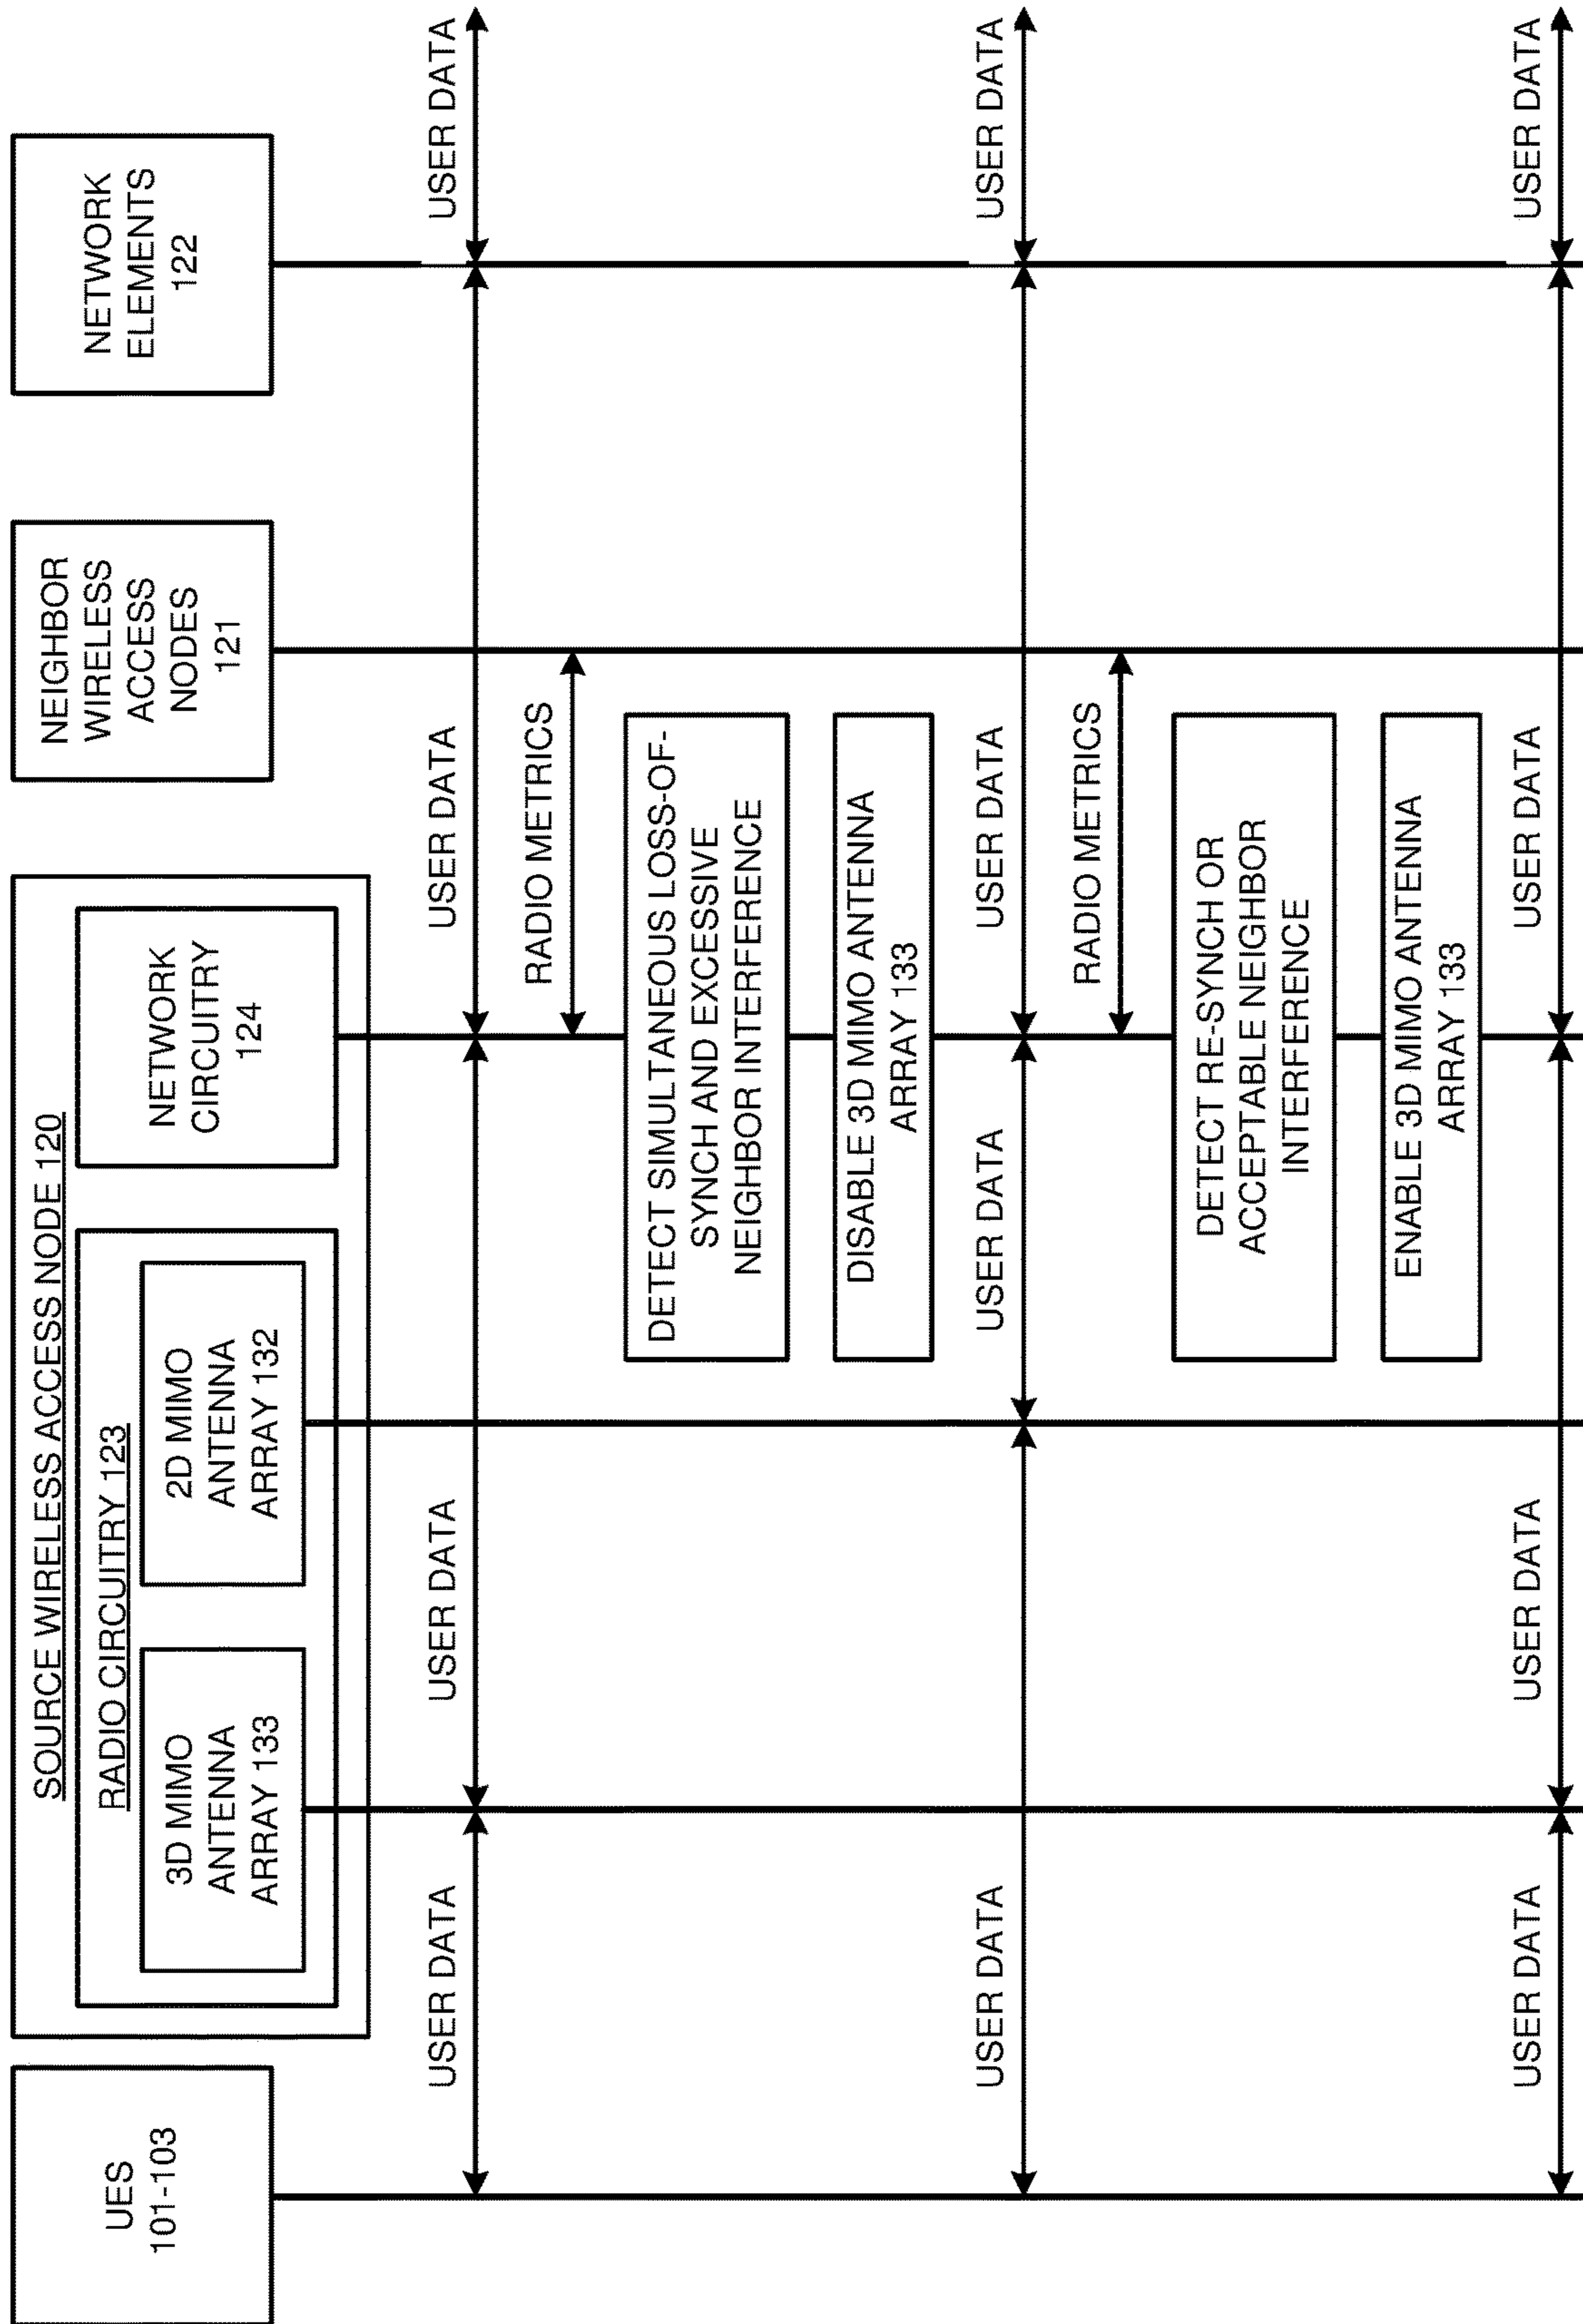 UES
101-103
SOURCE WIRELESS ACCESS NODE 120
RADIO CIRCUITRY 123
3D MIMO
ANTENNA
ARRAY 133
2D MIMO
ANTENNA
ARRAY 132
NETWORK
CIRCUITRY
124
NEIGHBOR
WIRELESS
ACCESS
NODES
121
NETWORK
ELEMENTS
122
USER DATA
USER DATA
USER DATA
USER DATA
RADIO METRICS
DETECT SIMULTANEOUS LOSS-OF-
SYNCH AND EXCESSIVE
NEIGHBOR INTERFERENCE
DISABLE 3D MIMO ANTENNA
ARRAY 133
USER DATA
USER DATA
USER DATA
USER DATA
RADIO METRICS
DETECT RE-SYNCH OR
ACCEPTABLE NEIGHBOR
INTERFERENCE
ENABLE 3D MIMO ANTENNA
ARRAY 133
USER DATA
USER DATA
USER DATA
USER DATA